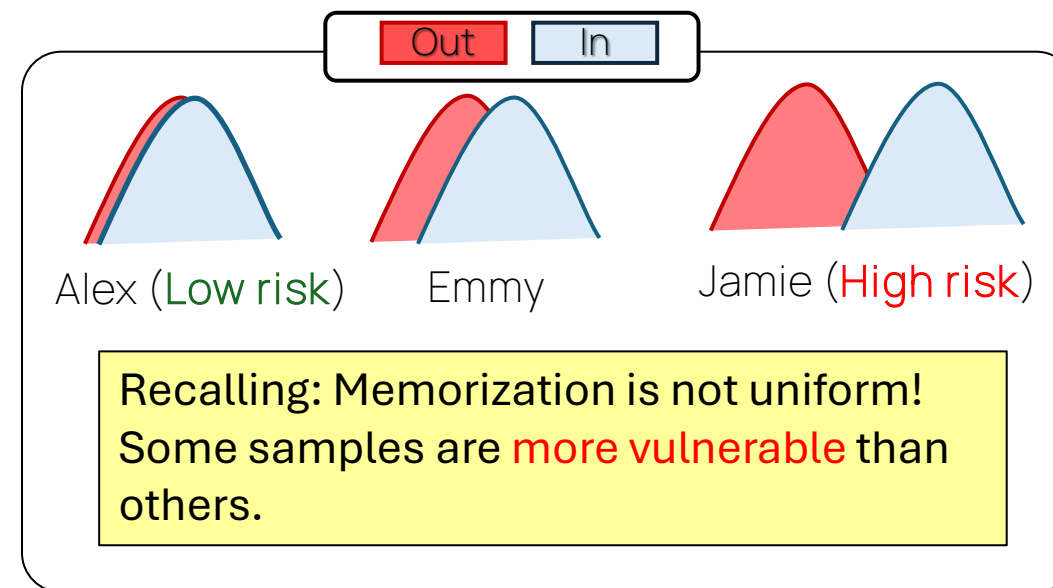 Out In
Alex (Low risk) Emmy Jamie (High risk)
Recalling: Memorization is not uniform!
Some samples are more vulnerable than
others.